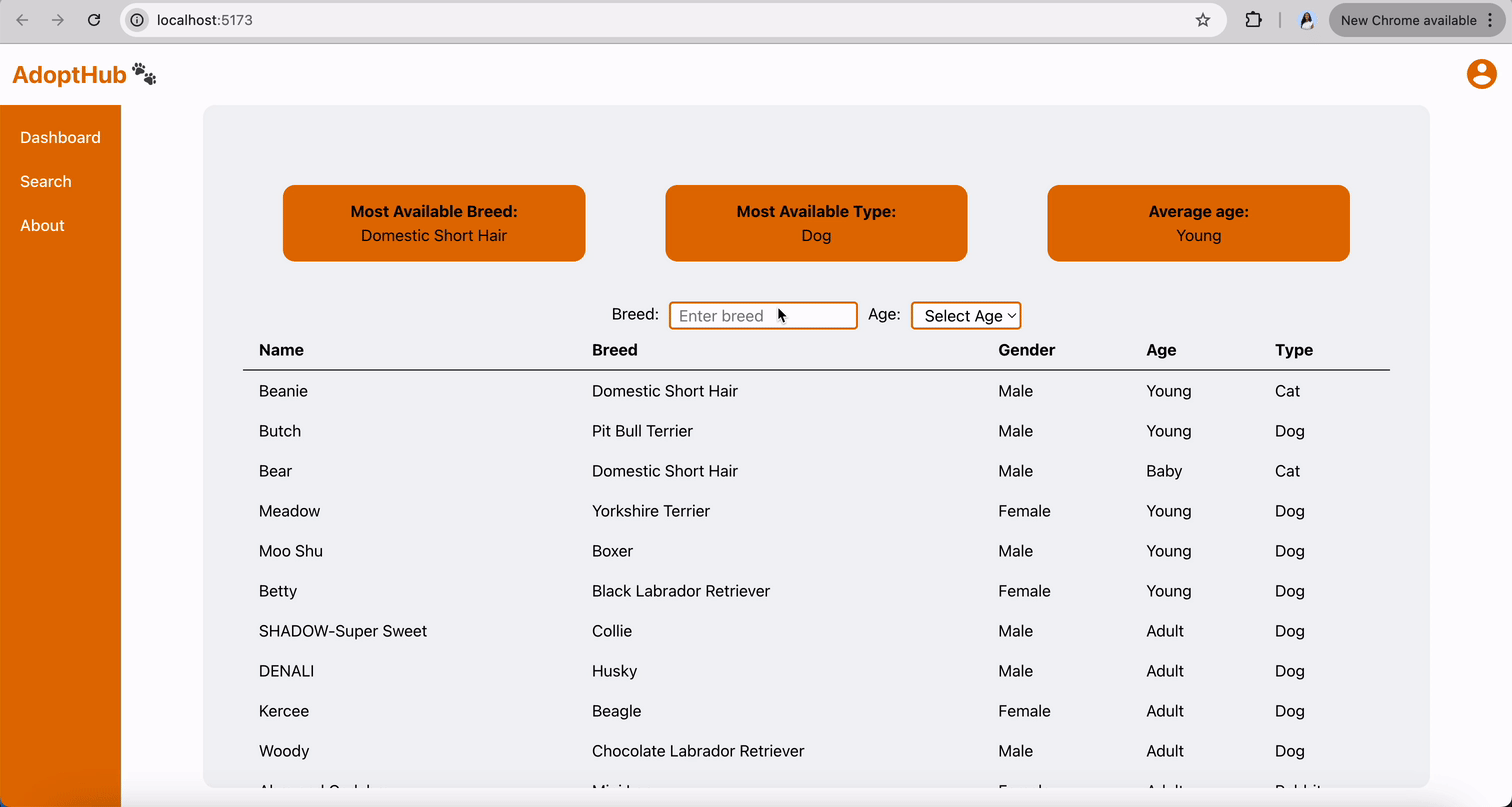 localhost:5173
New Chrome available
AdoptHub
Dashboard
Search
About
Most Available Breed:
Domestic Short Hair
Most Available Type:
Dog
Average age:
Young
Breed: Enter breed Age: Select Age
Name Breed Gender Age Type
Beanie Domestic Short Hair Male Young Cat
Butch Pit Bull Terrier Male Young Dog
Bear Domestic Short Hair Male Baby Cat
Meadow Yorkshire Terrier Female Young Dog
Moo Shu Boxer Male Young Dog
Betty Black Labrador Retriever Female Young Dog
SHADOW-Super Sweet Collie Male Adult Dog
DENALI Husky Male Adult Dog
Kercee Beagle Female Adult Dog
Woody Chocolate Labrador Retriever Male Adult Dog